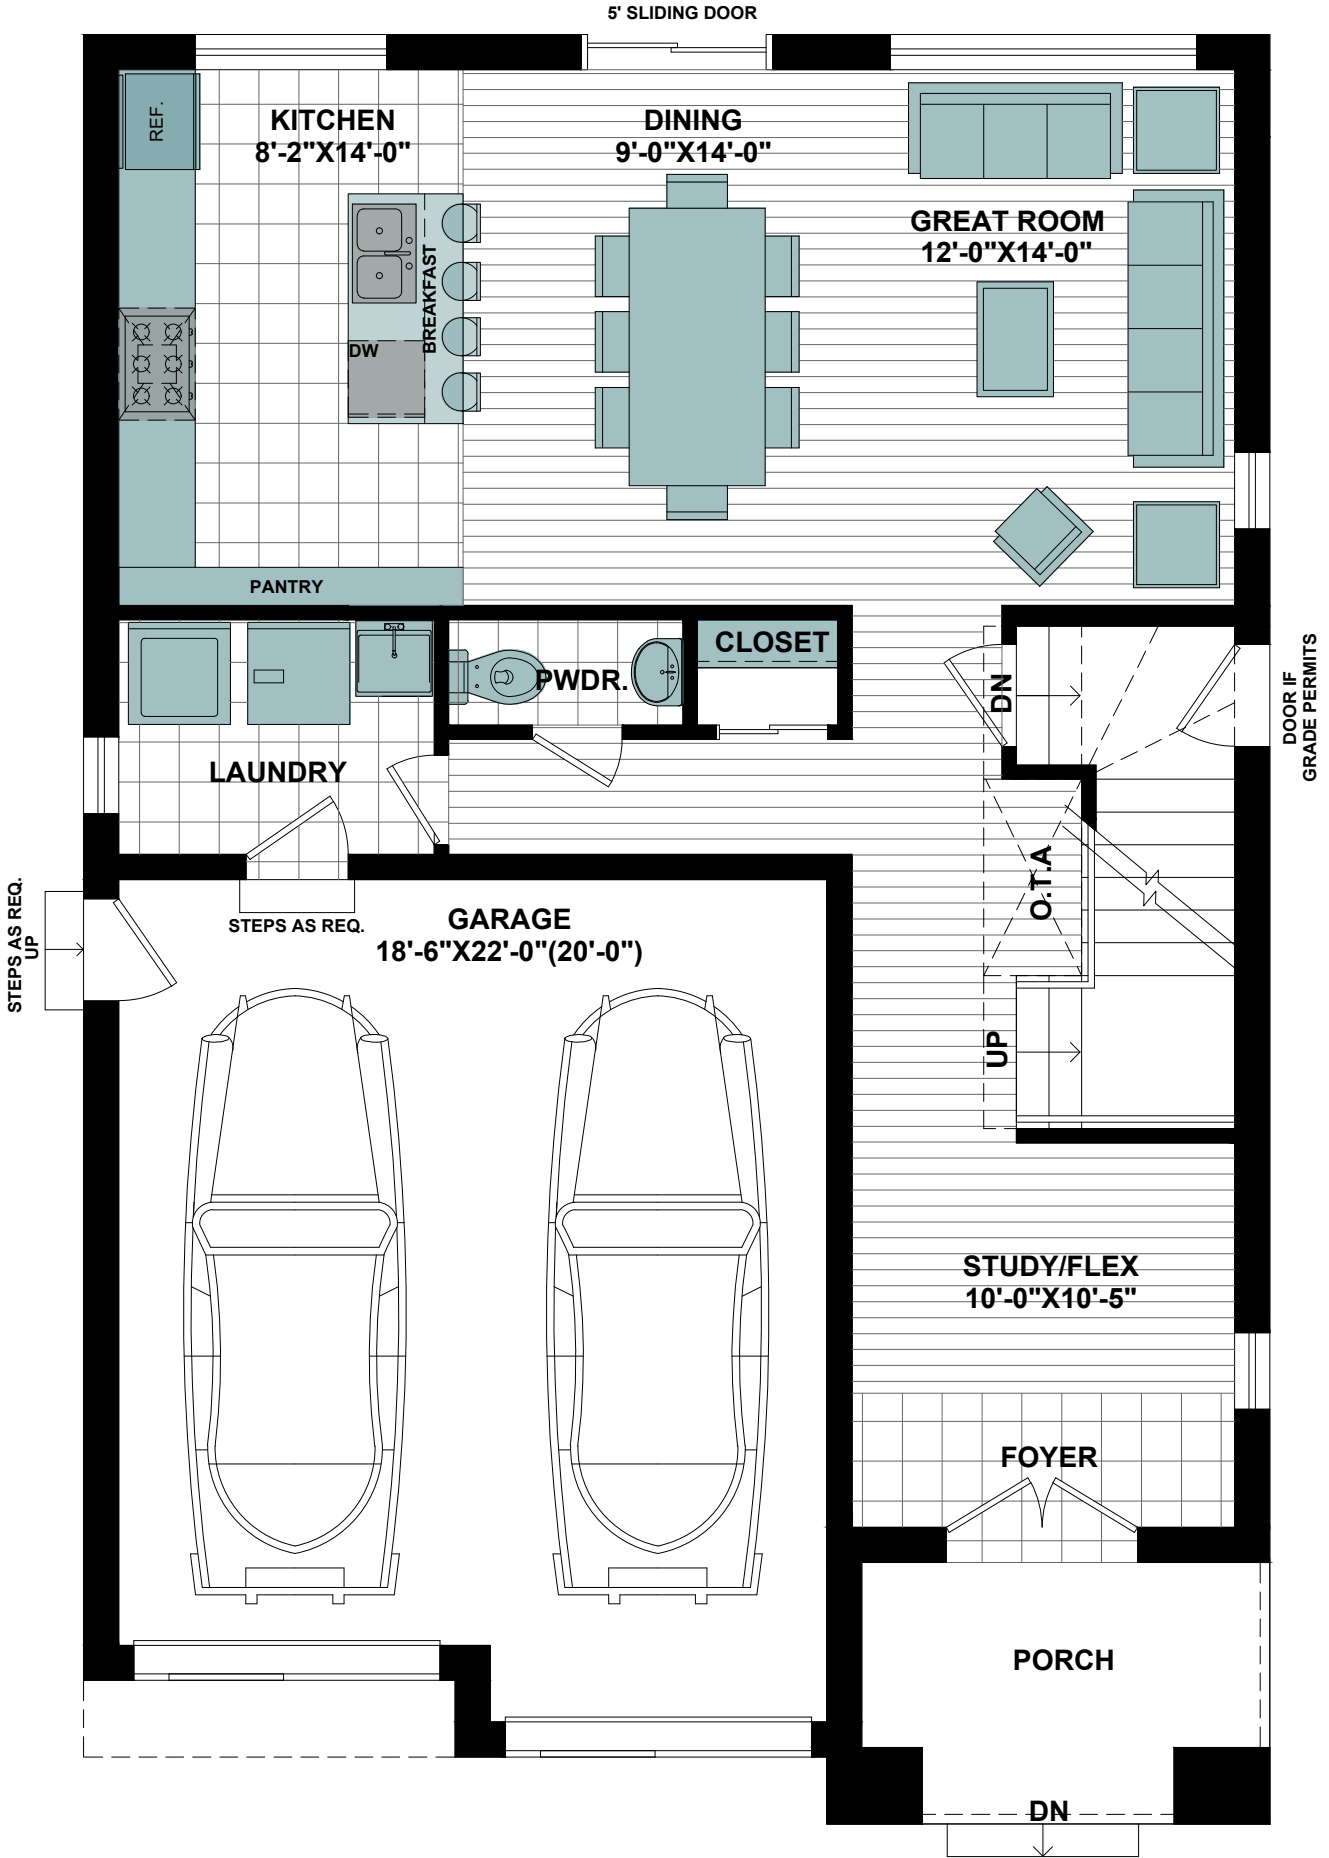 5' SLIDING DOOR
REF.
KITCHEN
8'-2"X14'-0"
DINING
9'-0"X14'-0"
GREAT ROOM
12'-0"X14'-0"
BREAKFAST
DW
PANTRY
CLOSET
PWDR.
LAUNDRY
DN
DOOR IF
GRADE PERMITS
O.T.A
STEPS AS REQ.
UP
STEPS AS REQ.
GARAGE
18'-6"X22'-0"(20'-0")
UP
STUDY/FLEX
10'-0"X10'-5"
FOYER
PORCH
DN